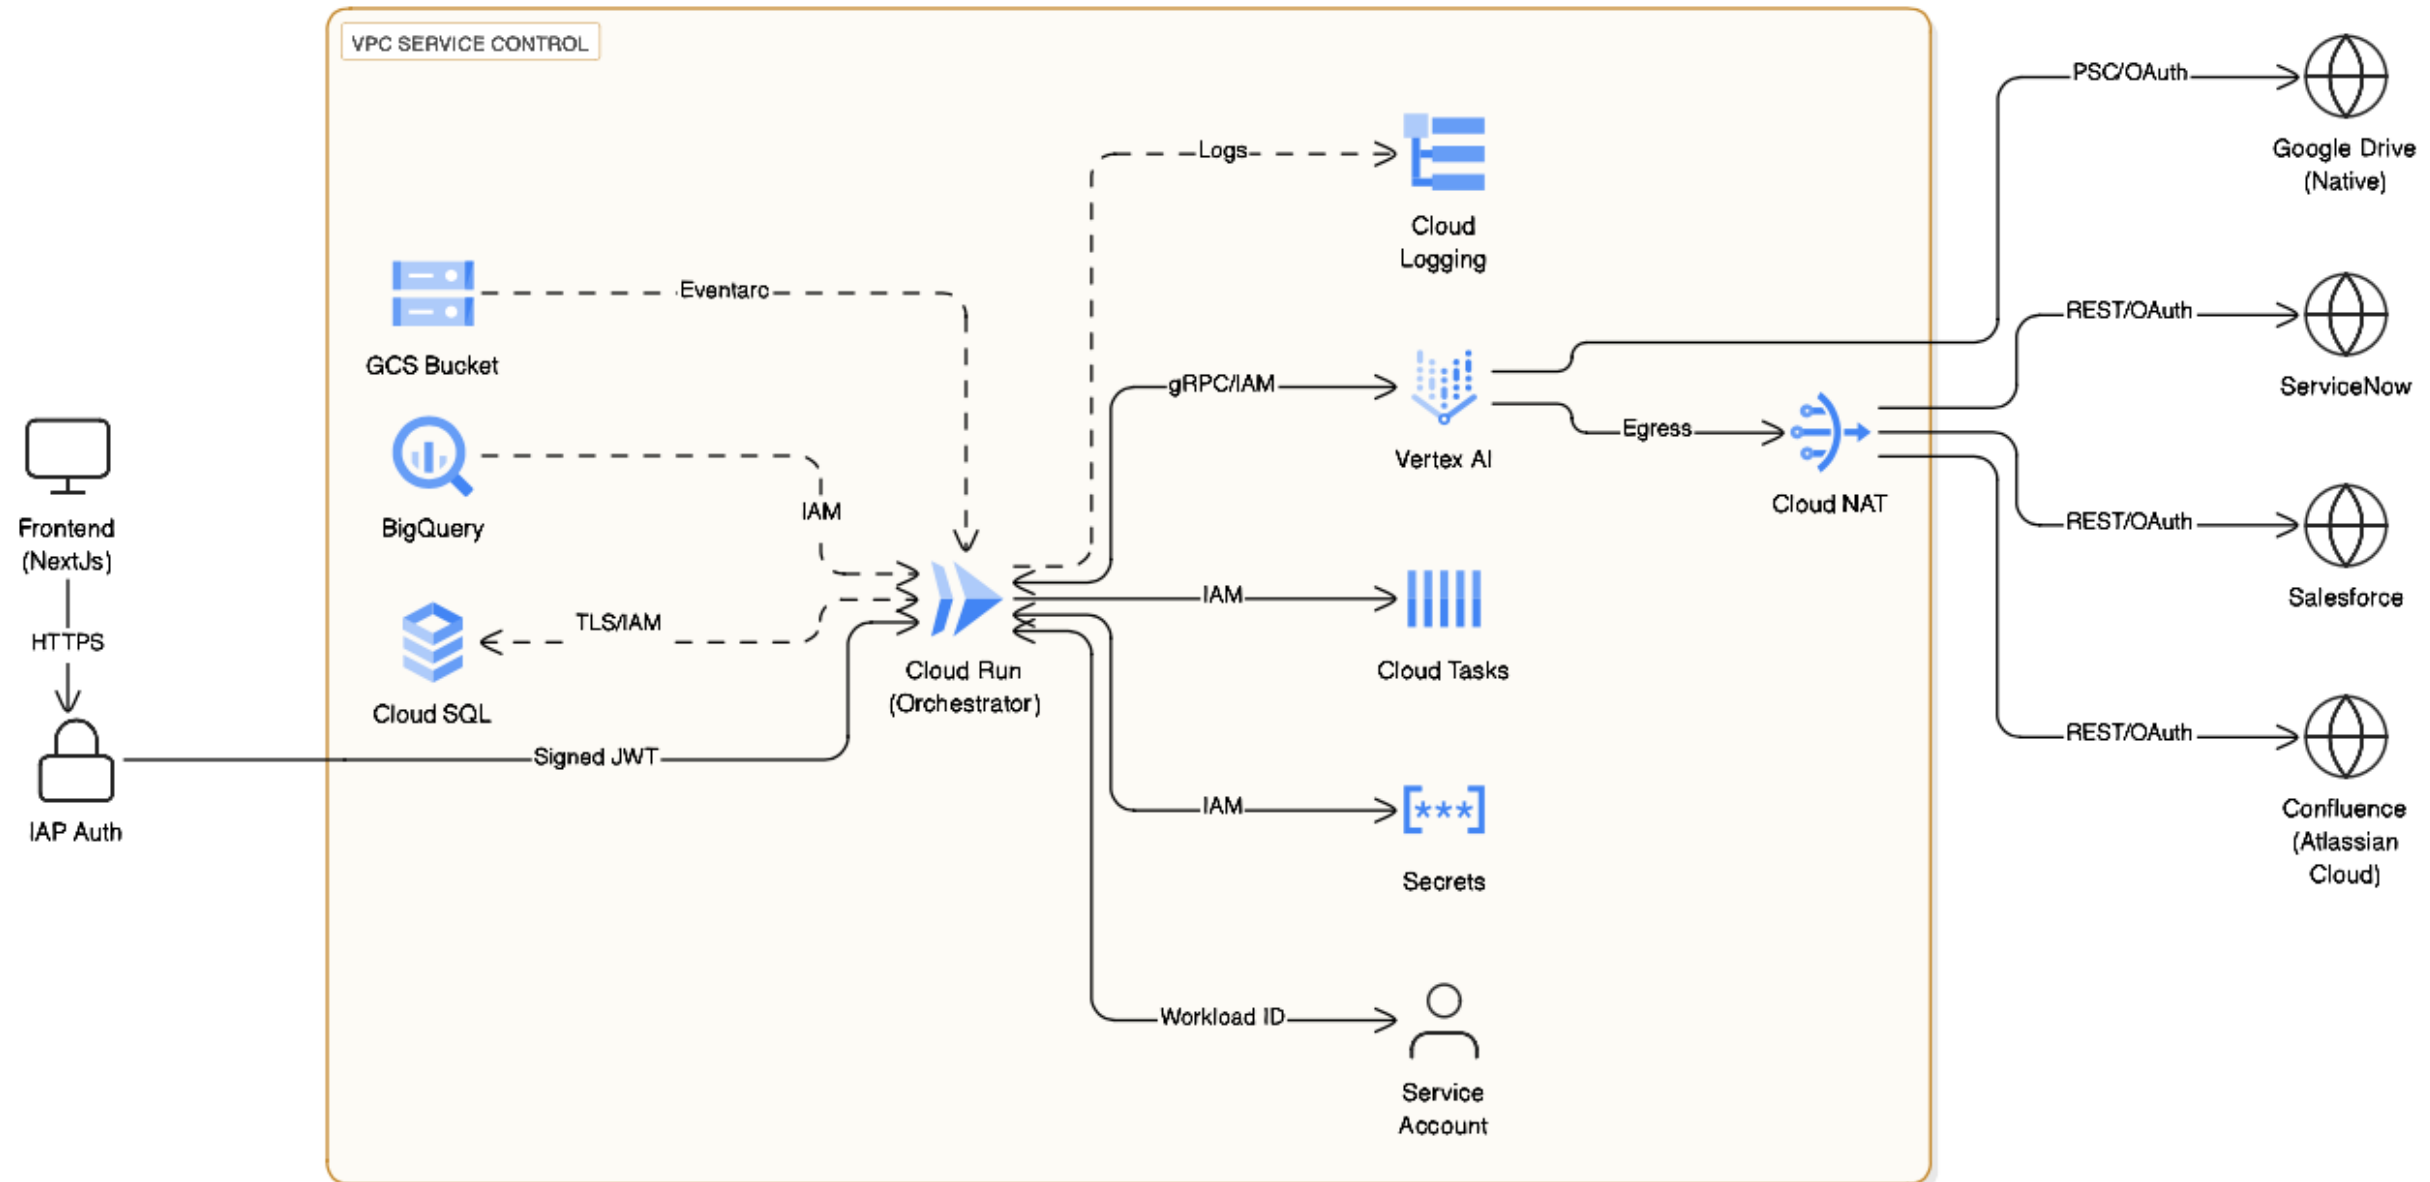 VPC SERVICE CONTROL
PSC/OAuth
Google Drive
(Native)
Logs
Cloud
Logging
Eventarc
GCS Bucket
REST/OAuth
ServiceNow
gRPC/IAM
Vertex AI
Egress
Cloud NAT
BigQuery
IAM
Frontend
(NextJs)
REST/OAuth
Salesforce
HTTPS
TLS/IAM
Cloud SQL
Cloud Run
(Orchestrator)
IAM
Cloud Tasks
Signed JWT
IAP Auth
REST/OAuth
Confluence
(Atlassian
Cloud)
IAM
[***]
Secrets
Workload ID
Service
Account